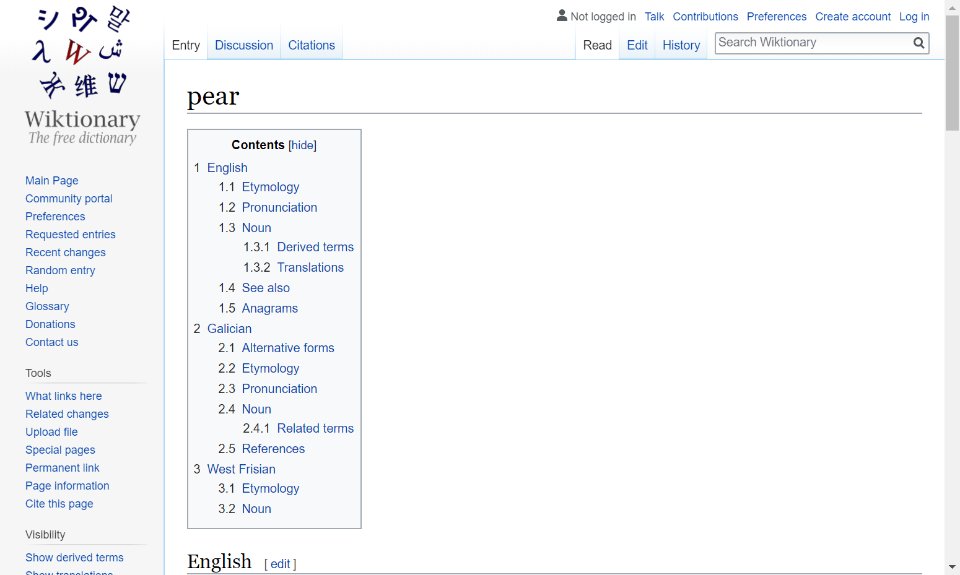 Not logged in Talk Contributions Preferences Create account Log in
Entry Discussion Citations Read Edit History Search Wiktionary
シ 말
λ W ش
维 ש
Wiktionary
The free dictionary
Main Page
Community portal
Preferences
Requested entries
Recent changes
Random entry
Help
Glossary
Donations
Contact us
Tools
What links here
Related changes
Upload file
Special pages
Permanent link
Page information
Cite this page
Visibility
Show derived terms
Show translations
pear
Contents [hide]
1 English
1.1 Etymology
1.2 Pronunciation
1.3 Noun
1.3.1 Derived terms
1.3.2 Translations
1.4 See also
1.5 Anagrams
2 Galician
2.1 Alternative forms
2.2 Etymology
2.3 Pronunciation
2.4 Noun
2.4.1 Related terms
2.5 References
3 West Frisian
3.1 Etymology
3.2 Noun
English [ edit ]